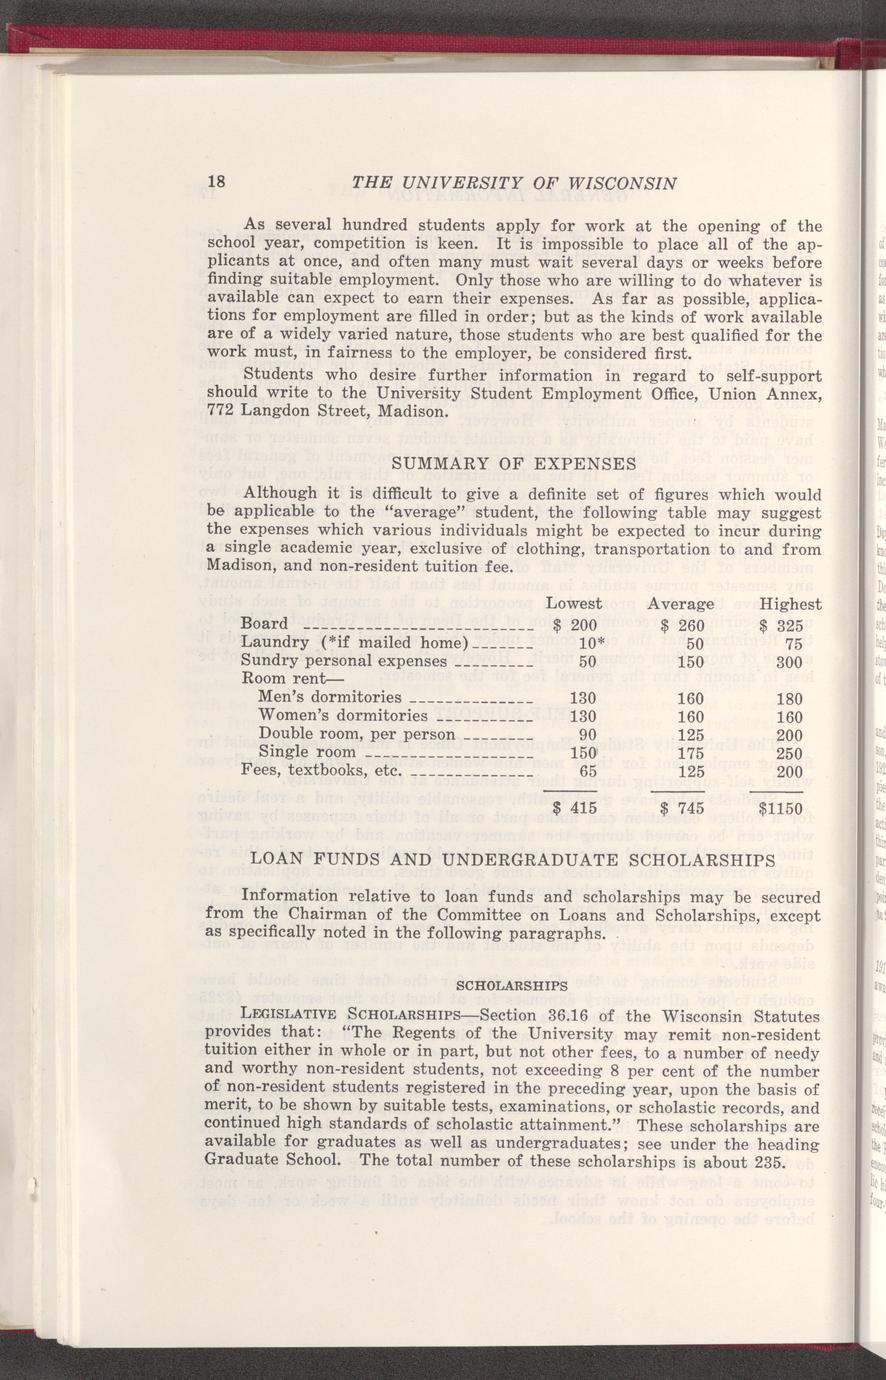 18 THE UNIVERSITY OF WISCONSIN
As several hundred students apply for work at the opening of the
school year, competition is keen. It is impossible to place all of the ap-
plicants at once, and often many must wait several days or weeks before
finding suitable employment. Only those who are willing to do whatever is
available can expect to earn their expenses. As far as possible, applica-
tions for employment are filled in order; but as the kinds of work available
are of a widely varied nature, those students who are best qualified for the
work must, in fairness to the employer, be considered first.
Students who desire further information in regard to self-support
should write to the University Student Employment Office, Union Annex,
772 Langdon Street, Madison.
SUMMARY OF EXPENSES
Although it is difficult to give a definite set of figures which would
be applicable to the “average” student, the following table may suggest
the expenses which various individuals might be expected to incur during
a single academic year, exclusive of clothing, transportation to and from
Madison, and non-resident tuition fee.
Lowest Average Highest
Board $ 200 $ 260 $ 325
Laundry (*if mailed home) 10* 50 75
Sundry personal expenses 50 150 300
Room rent—
Men's dormitories 130 160 180
Women's dormitories 130 160 160
Double room, per person 90 125 200
Single room 150 175 250
Fees, textbooks, etc. 65 125 200
$ 415 $ 745 $1150
LOAN FUNDS AND UNDERGRADUATE SCHOLARSHIPS
Information relative to loan funds and scholarships may be secured
from the Chairman of the Committee on Loans and Scholarships, except
as specifically noted in the following paragraphs.
SCHOLARSHIPS
LEGISLATIVE SCHOLARSHIPS—Section 36.16 of the Wisconsin Statutes
provides that: “The Regents of the University may remit non-resident
tuition either in whole or in part, but not other fees, to a number of needy
and worthy non-resident students, not exceeding 8 per cent of the number
of non-resident students registered in the preceding year, upon the basis of
merit, to be shown by suitable tests, examinations, or scholastic records, and
continued high standards of scholastic attainment.” These scholarships are
available for graduates as well as undergraduates; see under the heading
Graduate School. The total number of these scholarships is about 235.